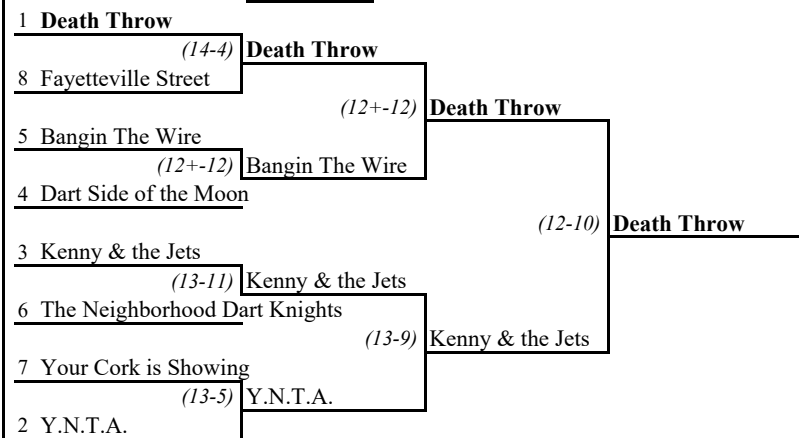 1 Death Throw
(14-4) Death Throw
8 Fayetteville Street
(12+-12) Death Throw
5 Bangin The Wire
(12+-12) Bangin The Wire
4 Dart Side of the Moon
(12-10) Death Throw
3 Kenny & the Jets
(13-11) Kenny & the Jets
6 The Neighborhood Dart Knights
(13-9) Kenny & the Jets
7 Your Cork is Showing
(13-5) Y.N.T.A.
2 Y.N.T.A.